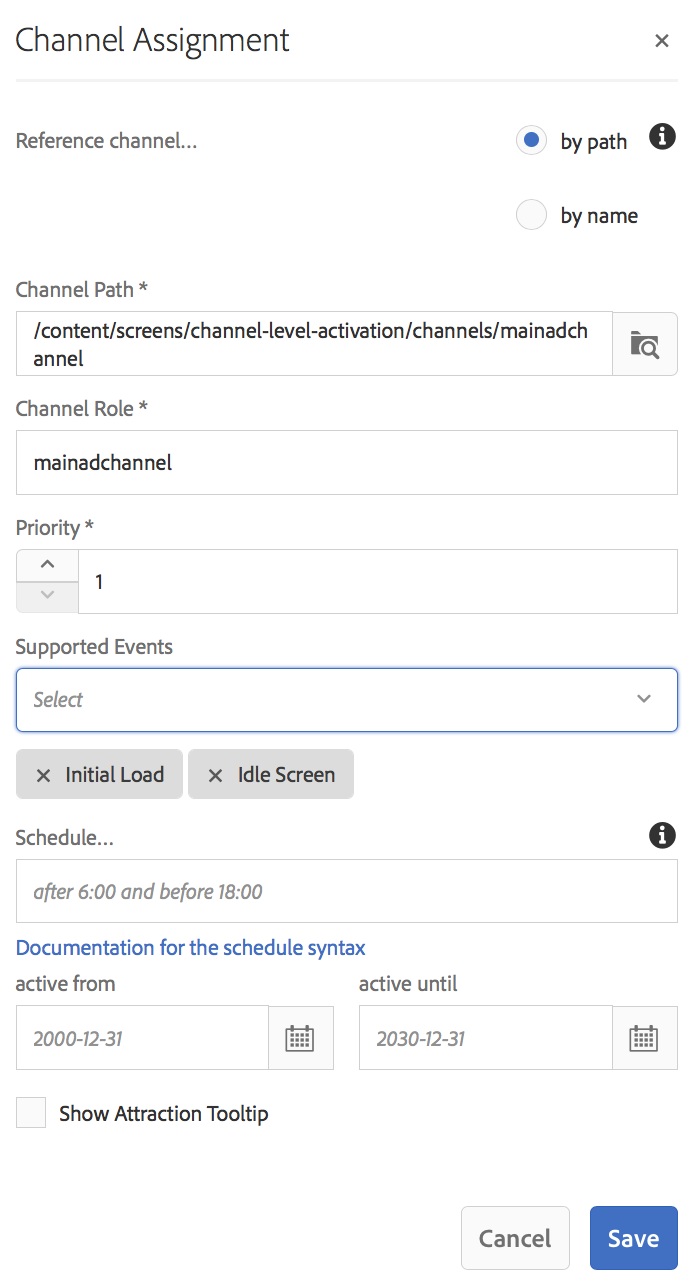 Channel Assignment
Reference channel...
by path
by name
Channel Path *
/content/screens/channel-level-activation/channels/mainadch
annel
Channel Role *
mainadchannel
Priority *
1
Supported Events
Select
Initial Load
Idle Screen
Schedule...
after 6:00 and before 18:00
Documentation for the schedule syntax
active from
active until
2000-12-31
2030-12-31
Show Attraction Tooltip
Cancel
Save